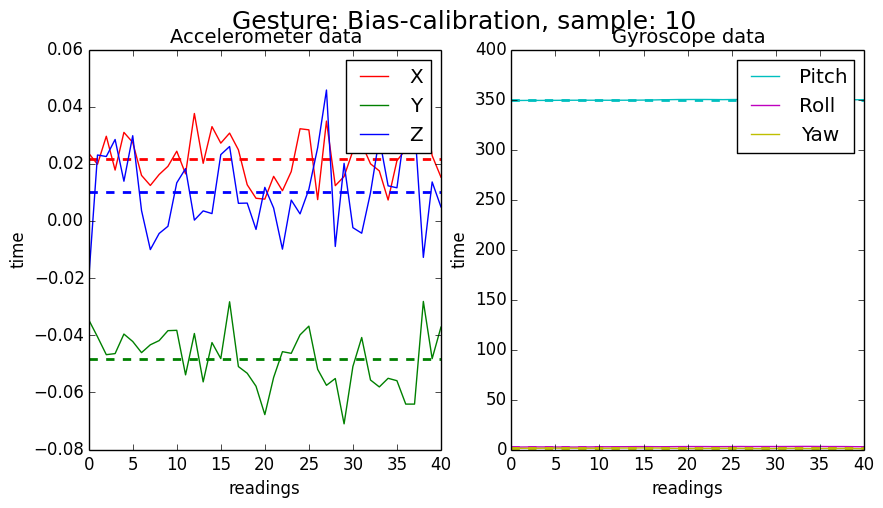 Gesture: Bias-calibration, sample: 10
Accelerometer data
X
Y
Z
0.06
0.04
0.02
0.00
−0.02
−0.04
−0.06
−0.08
time
0 5 10 15 20 25 30 35 40
readings
Gyroscope data
Pitch
Roll
Yaw
400
350
300
250
200
150
100
50
0
time
0 5 10 15 20 25 30 35 40
readings